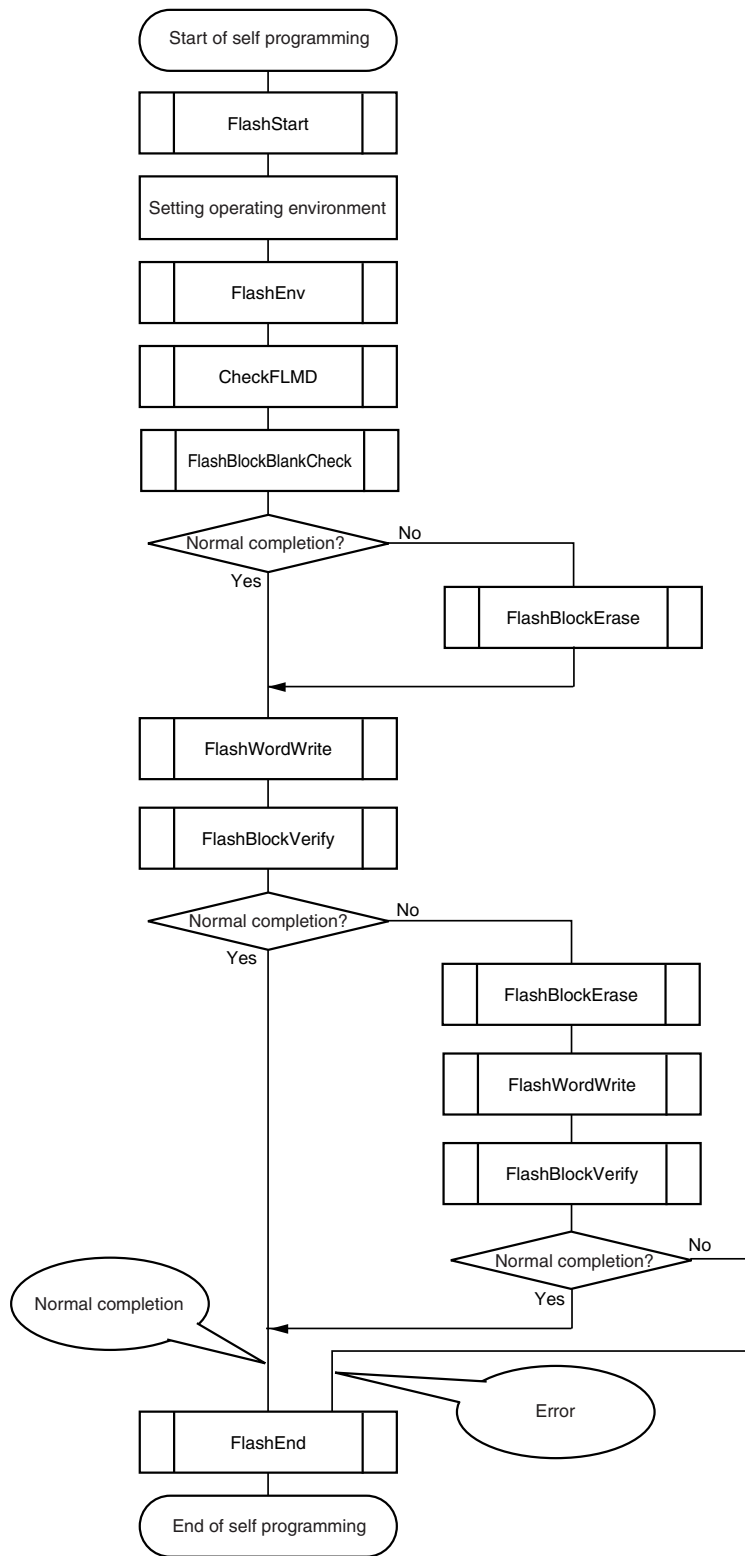 Start of self programming
FlashStart
Setting operating environment
FlashEnv
CheckFLMD
FlashBlockBlankCheck
Normal completion?
No
Yes
FlashBlockErase
FlashWordWrite
FlashBlockVerify
Normal completion?
No
Yes
FlashBlockErase
FlashWordWrite
FlashBlockVerify
Normal completion?
No
Yes
Normal completion
Error
FlashEnd
End of self programming